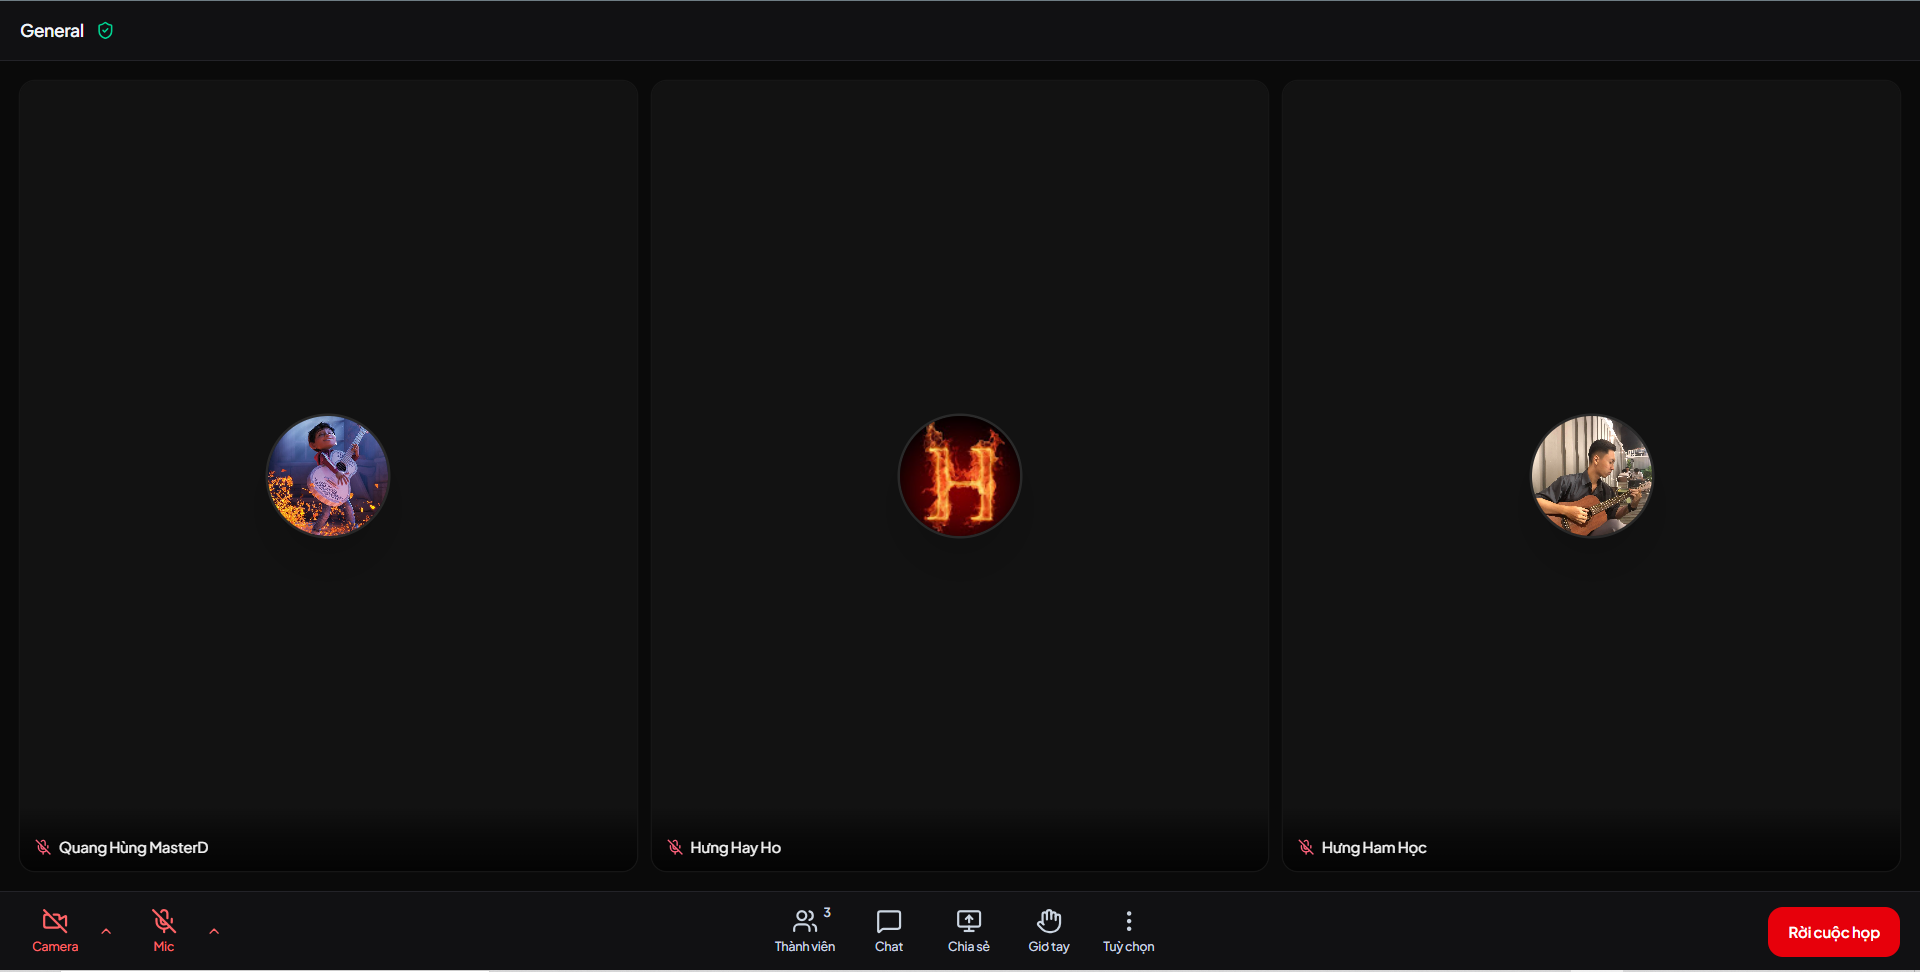 General
H
Quang Hùng MasterD
Hưng Hay Ho
Hưng Ham Học
Camera
Mic
3
Thành viên
Chat
Chia sẻ
Giơ tay
Tuỳ chọn
Rời cuộc họp